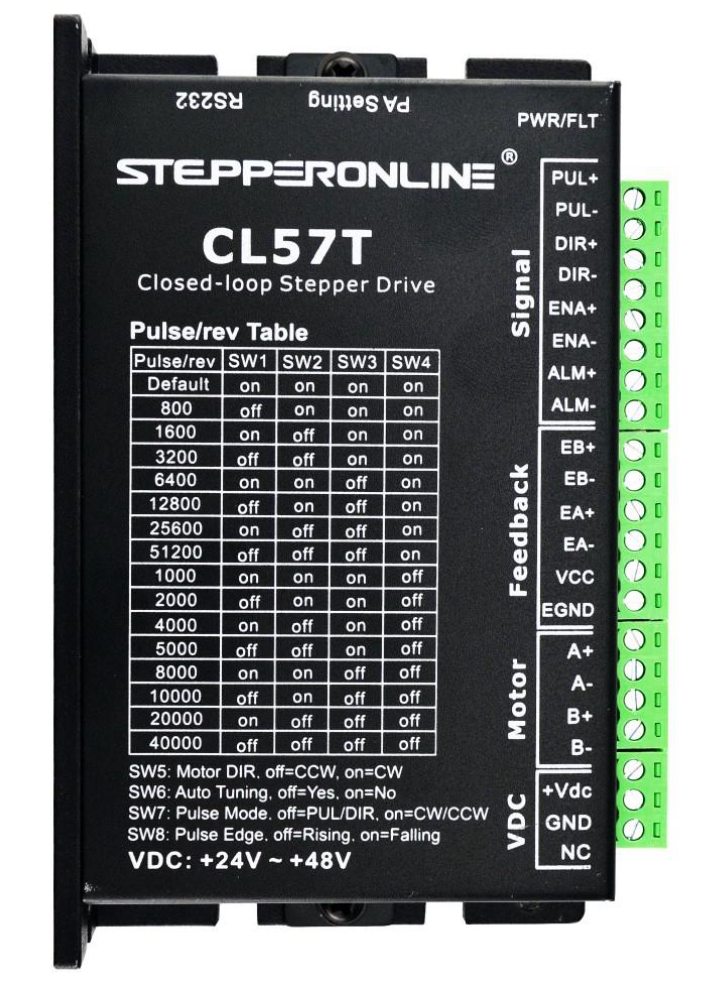 RS232 PA Setting
PWR/FLT
STEPPERONLINE®
CL57T
Closed-loop Stepper Drive
Pulse/rev Table
Pulse/rev SW1 SW2 SW3 SW4
Default on on on on
800 off on on on
1600 on off on on
3200 off off on on
6400 on on off on
12800 off on off on
25600 on off off on
51200 off off off on
1000 on on on off
2000 off on on off
4000 on off on off
5000 off off on off
8000 on on off off
10000 off on off off
20000 on off off off
40000 off off off off
SW5: Motor DIR, off=CCW, on=CW
SW6: Auto Tuning, off=Yes, on=No
SW7: Pulse Mode. off=PUL/DIR, on=CW/CCW
SW8: Pulse Edge. off=Rising. on=Falling
VDC: +24V ~ +48V
Signal
PUL+
PUL-
DIR+
DIR-
ENA+
ENA-
ALM+
ALM-
Feedback
EB+
EB-
EA+
EA-
VCC
EGND
Motor
A+
A-
B+
B-
VDC
+Vdc
GND
NC